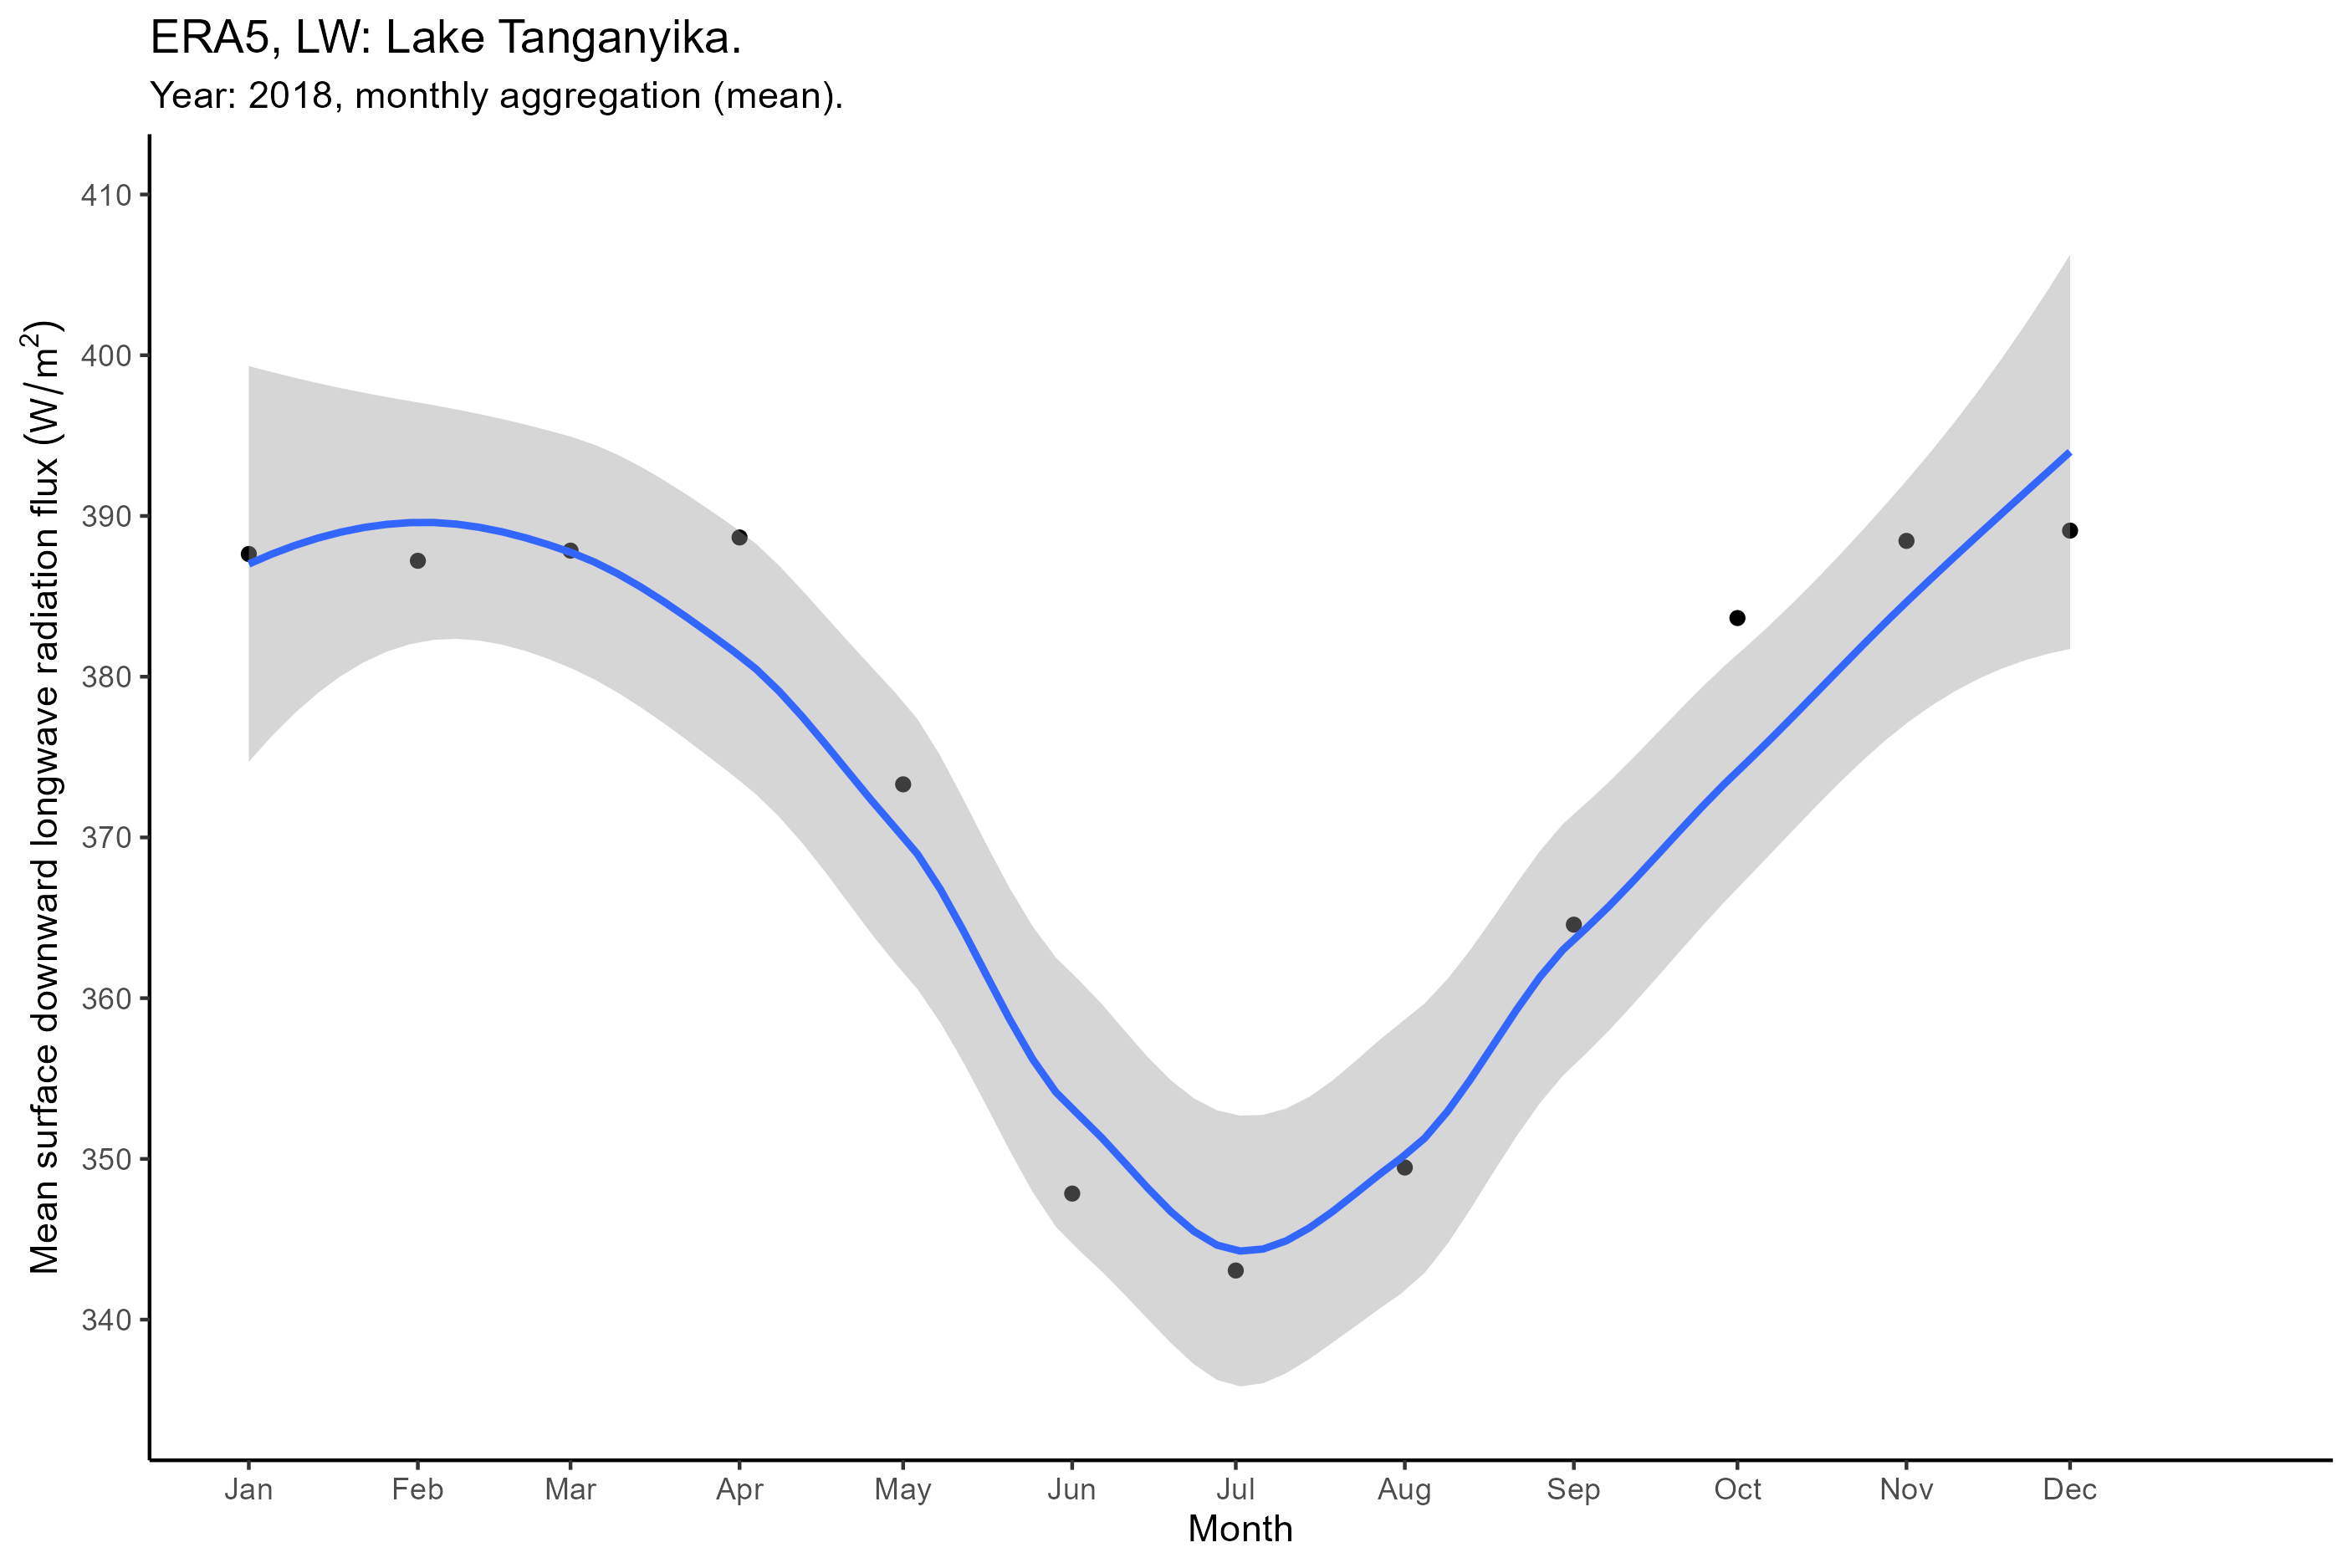 ERA5, LW: Lake Tanganyika.
Year: 2018, monthly aggregation (mean).
Mean surface downward longwave radiation flux (W/m²)
410
400
390
380
370
360
350
340
Jan Feb Mar Apr May Jun Jul Aug Sep Oct Nov Dec
Month